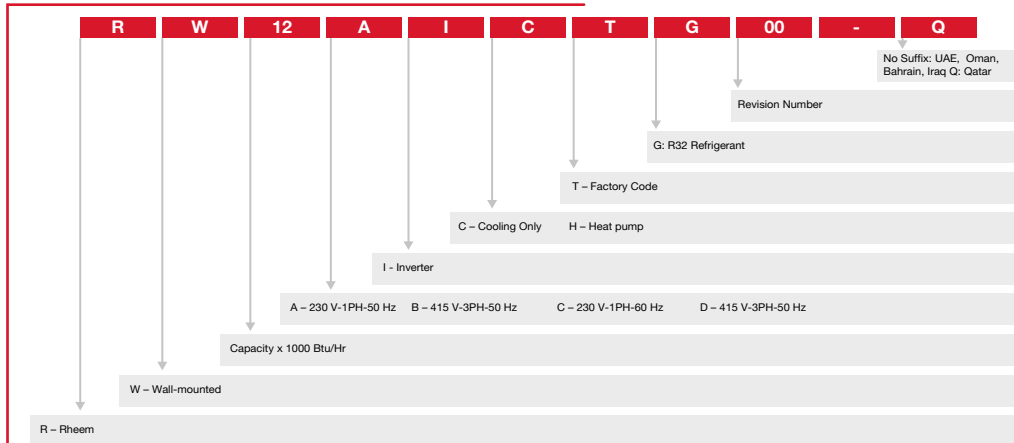 R W 12 A I C T G 00 - Q
No Suffix: UAE, Oman,
Bahrain, Iraq Q: Qatar
Revision Number
G: R32 Refrigerant
T – Factory Code
C – Cooling Only H – Heat pump
I - Inverter
A – 230 V-1PH-50 Hz B – 415 V-3PH-50 Hz C – 230 V-1PH-60 Hz D – 415 V-3PH-50 Hz
Capacity x 1000 Btu/Hr
W – Wall-mounted
R – Rheem